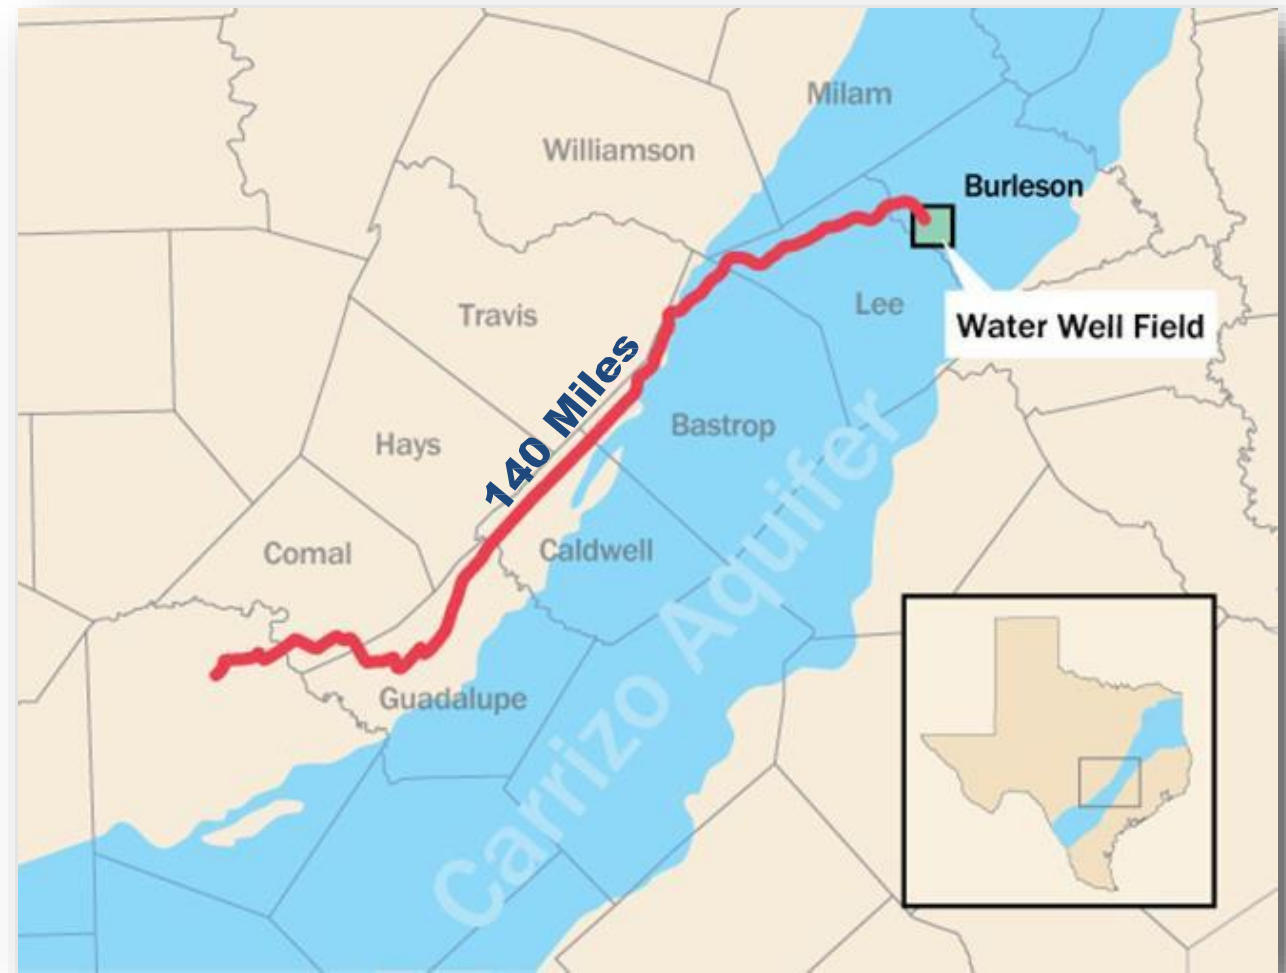 Milam
Williamson
Burleson
Travis
Lee
Water Well Field
140 Miles
Bastrop
Hays
Comal
Caldwell
Carrizo Aquifer
Guadalupe